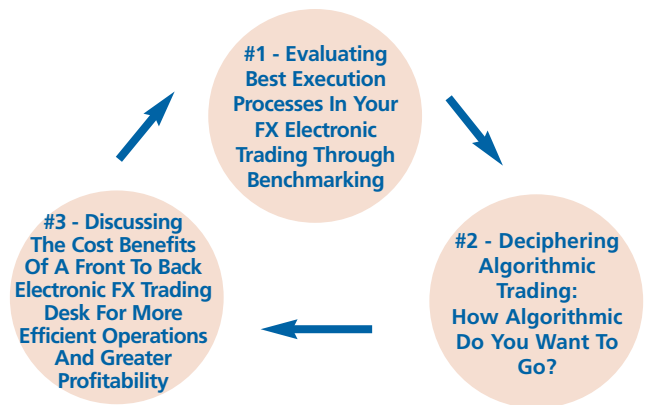 #1 - Evaluating
Best Execution
Processes In Your
FX Electronic
Trading Through
Benchmarking
#2 - Deciphering
Algorithmic
Trading:
How Algorithmic
Do You Want To
Go?
#3 - Discussing
The Cost Benefits
Of A Front To Back
Electronic FX Trading
Desk For More
Efficient Operations
And Greater
Profitability